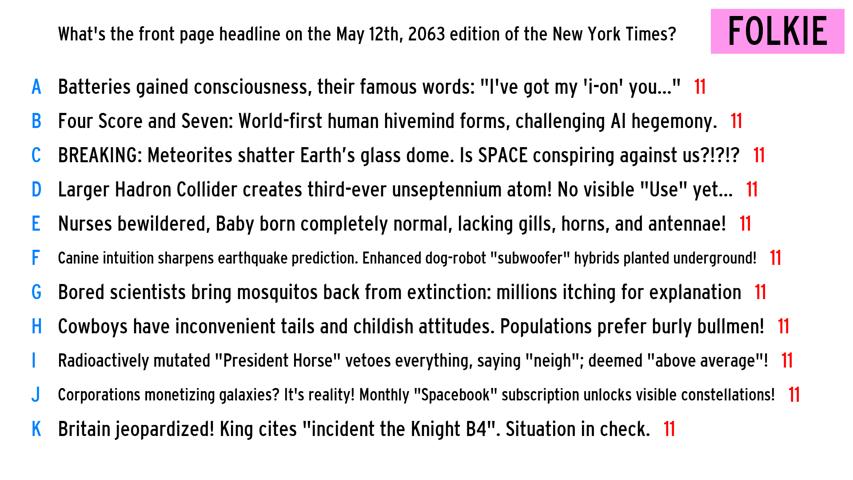 What's the front page headline on the May 12th, 2063 edition of the New York Times?
FOLKIE
A Batteries gained consciousness, their famous words: "I've got my 'i-on' you..." 11
B Four Score and Seven: World-first human hivemind forms, challenging AI hegemony. 11
C BREAKING: Meteorites shatter Earth's glass dome. Is SPACE conspiring against us?!?!? 11
D Larger Hadron Collider creates third-ever unseptennium atom! No visible "Use" yet... 11
E Nurses bewildered, Baby born completely normal, lacking gills, horns, and antennae! 11
F Canine intuition sharpens earthquake prediction. Enhanced dog-robot "subwoofer" hybrids planted underground! 11
G Bored scientists bring mosquitos back from extinction: millions itching for explanation 11
H Cowboys have inconvenient tails and childish attitudes. Populations prefer burly bullmen! 11
I Radioactively mutated "President Horse" vetoes everything, saying "neigh"; deemed "above average"! 11
J Corporations monetizing galaxies? It's reality! Monthly "Spacebook" subscription unlocks visible constellations! 11
K Britain jeopardized! King cites "incident the Knight B4". Situation in check. 11